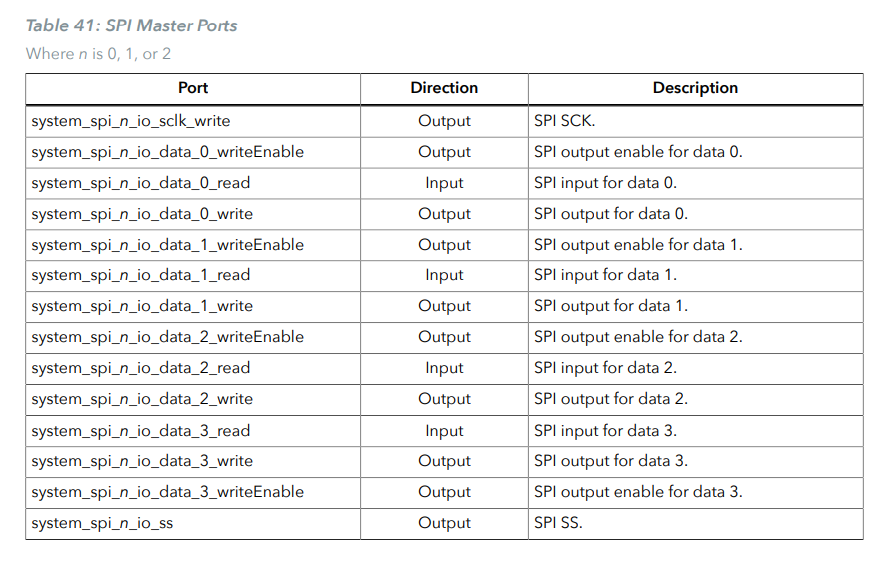 Table 41: SPI Master Ports
Where n is 0, 1, or 2
Port Direction Description
system_spi_n_io_sclk_write Output SPI SCK.
system_spi_n_io_data_0_writeEnable Output SPI output enable for data 0.
system_spi_n_io_data_0_read Input SPI input for data 0.
system_spi_n_io_data_0_write Output SPI output for data 0.
system_spi_n_io_data_1_writeEnable Output SPI output enable for data 1.
system_spi_n_io_data_1_read Input SPI input for data 1.
system_spi_n_io_data_1_write Output SPI output for data 1.
system_spi_n_io_data_2_writeEnable Output SPI output enable for data 2.
system_spi_n_io_data_2_read Input SPI input for data 2.
system_spi_n_io_data_2_write Output SPI output for data 2.
system_spi_n_io_data_3_read Input SPI input for data 3.
system_spi_n_io_data_3_write Output SPI output for data 3.
system_spi_n_io_data_3_writeEnable Output SPI output enable for data 3.
system_spi_n_io_ss Output SPI SS.